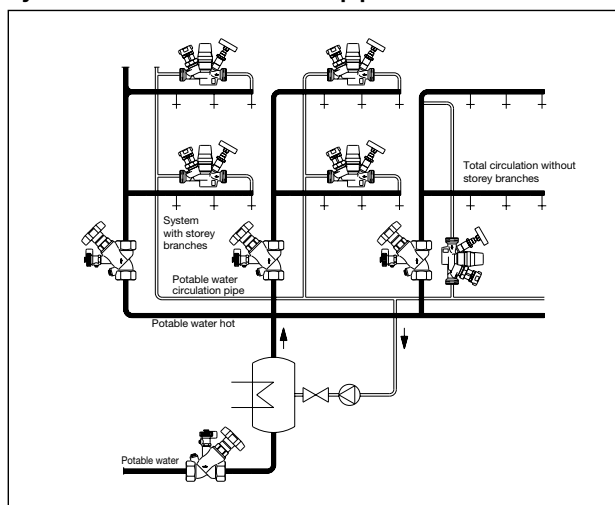 Total circulation without
storey branches
System
with storey
branches
Potable water
circulation pipe
Potable water hot
Potable water